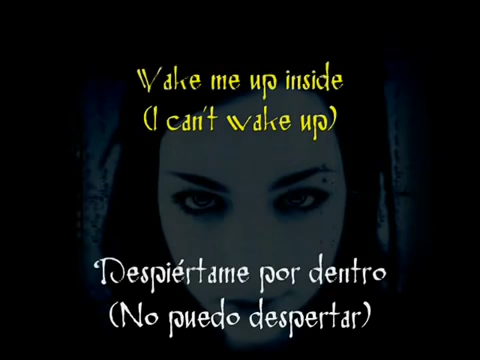 Wake me up inside
(I can't wake up)
Despiértame por dentro
(No puedo despertar)